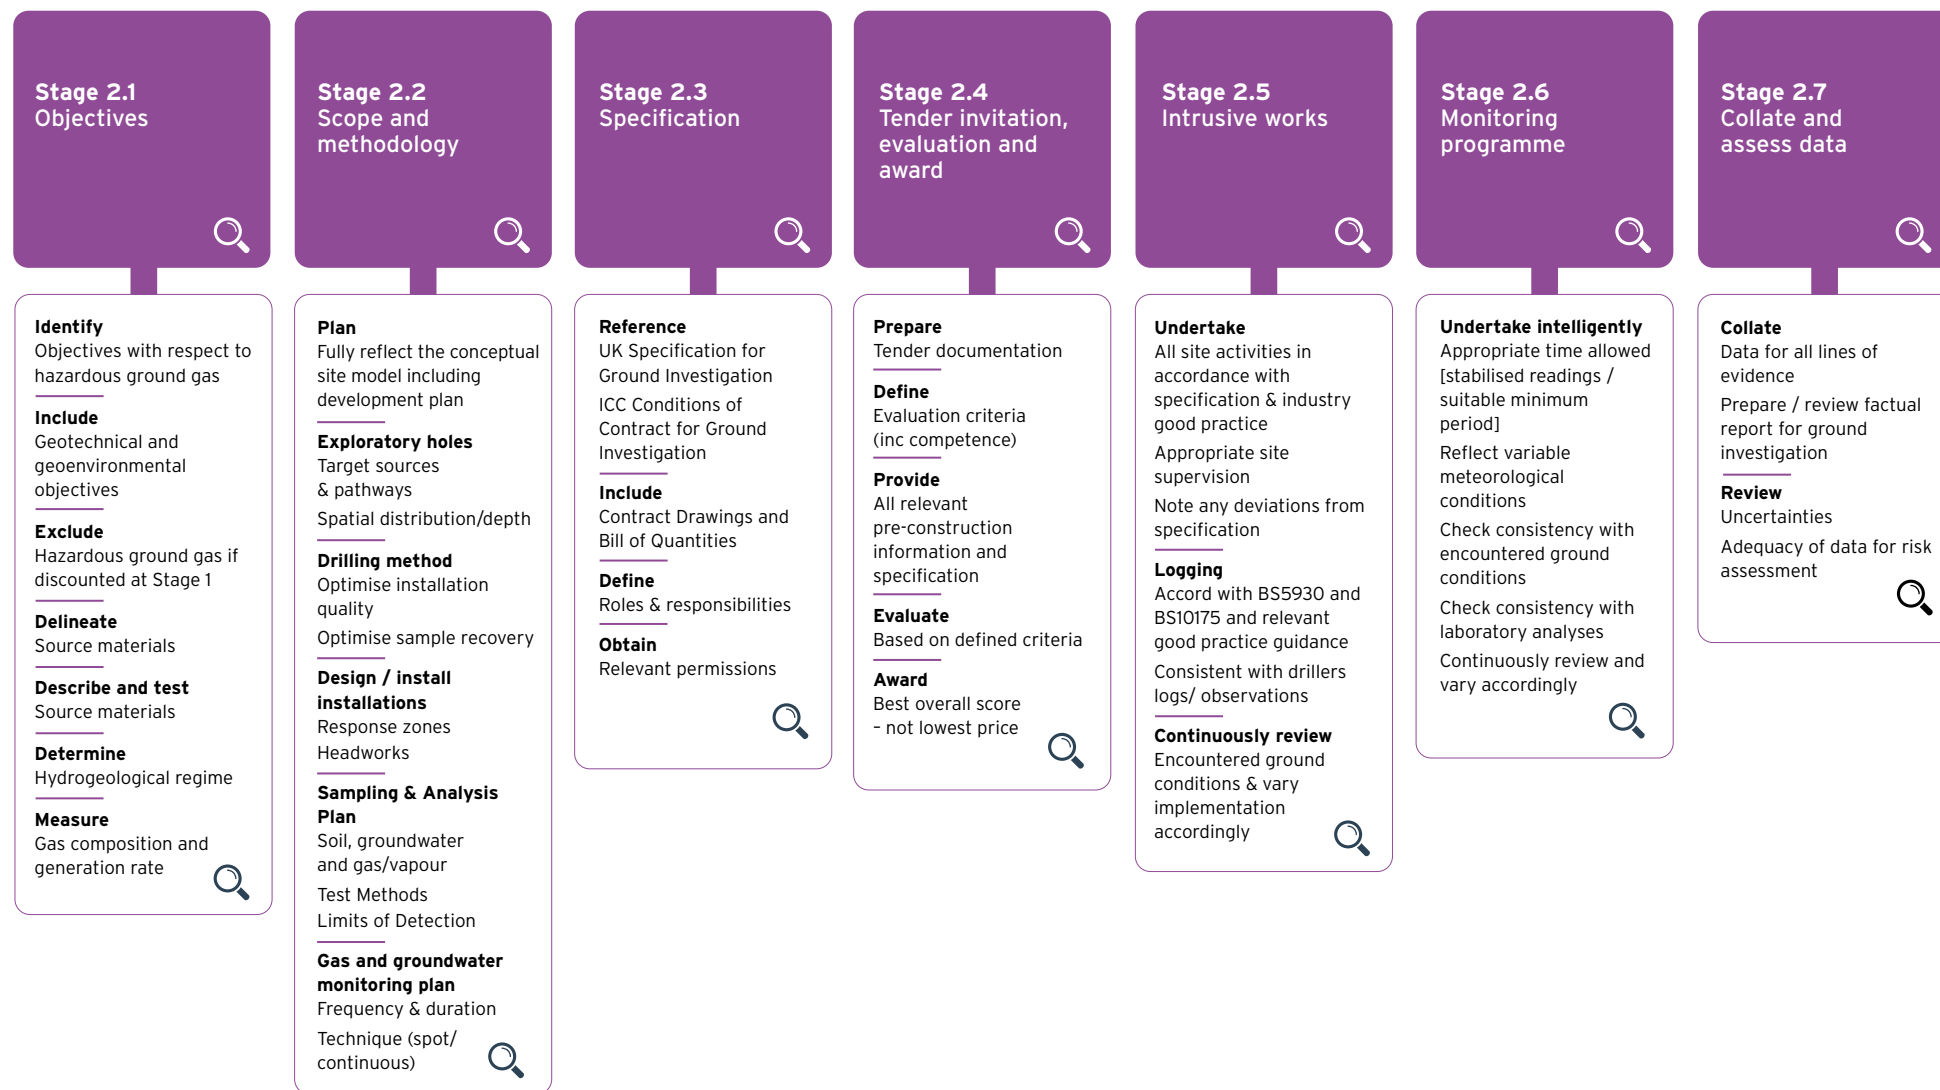 Stage 2.1
Objectives
Identify
Objectives with respect to
hazardous ground gas
Include
Geotechnical and
geoenvironmental
objectives
Exclude
Hazardous ground gas if
discounted at Stage 1
Delineate
Source materials
Describe and test
Source materials
Determine
Hydrogeological regime
Measure
Gas composition and
generation rate
Stage 2.2
Scope and
methodology
Plan
Fully reflect the conceptual
site model including
development plan
Exploratory holes
Target sources
& pathways
Spatial distribution/depth
Drilling method
Optimise installation
quality
Optimise sample recovery
Design / install
installations
Response zones
Headworks
Sampling & Analysis
Plan
Soil, groundwater
and gas/vapour
Test Methods
Limits of Detection
Gas and groundwater
monitoring plan
Frequency & duration
Technique (spot/
continuous)
Stage 2.3
Specification
Reference
UK Specification for
Ground Investigation
ICC Conditions of
Contract for Ground
Investigation
Include
Contract Drawings and
Bill of Quantities
Define
Roles & responsibilities
Obtain
Relevant permissions
Stage 2.4
Tender invitation,
evaluation and
award
Prepare
Tender documentation
Define
Evaluation criteria
(inc competence)
Provide
All relevant
pre-construction
information and
specification
Evaluate
Based on defined criteria
Award
Best overall score
– not lowest price
Stage 2.5
Intrusive works
Undertake
All site activities in
accordance with
specification & industry
good practice
Appropriate site
supervision
Note any deviations from
specification
Logging
Accord with BS5930 and
BS10175 and relevant
good practice guidance
Consistent with drillers
logs/ observations
Continuously review
Encountered ground
conditions & vary
implementation
accordingly
Stage 2.6
Monitoring
programme
Undertake intelligently
Appropriate time allowed
[stabilised readings /
suitable minimum
period]
Reflect variable
meteorological
conditions
Check consistency with
encountered ground
conditions
Check consistency with
laboratory analyses
Continuously review and
vary accordingly
Stage 2.7
Collate and
assess data
Collate
Data for all lines of
evidence
Prepare / review factual
report for ground
investigation
Review
Uncertainties
Adequacy of data for risk
assessment